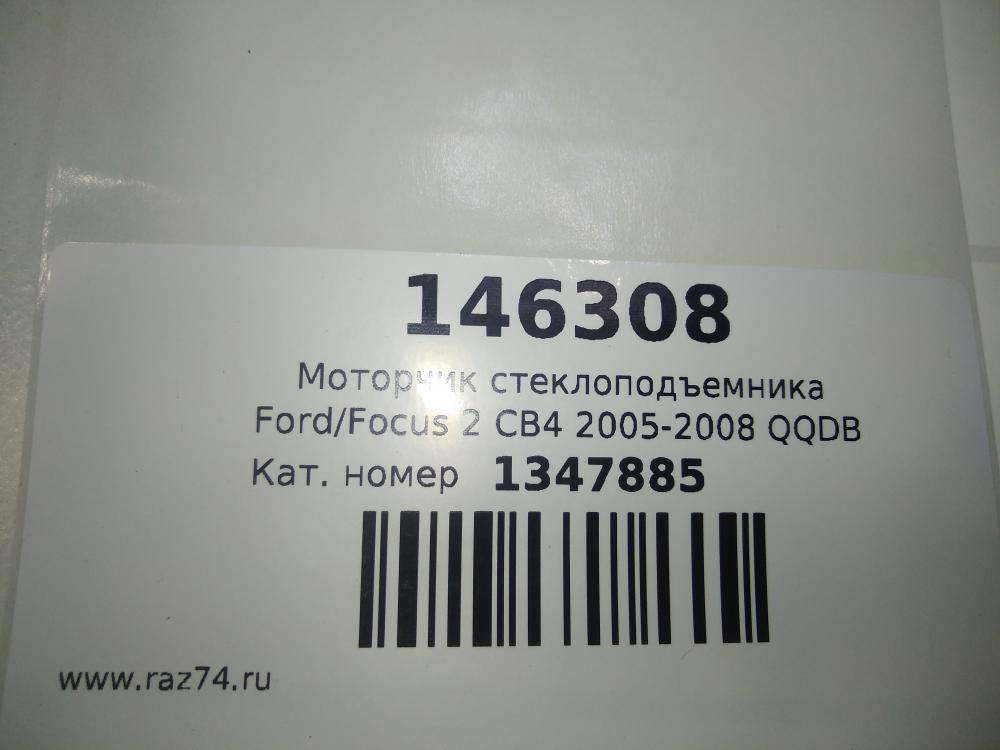 146308
Моторчик стеклоподъемника
Ford/Focus 2 CB4 2005-2008 QQDB
Кат. номер 1347885
www.raz74.ru